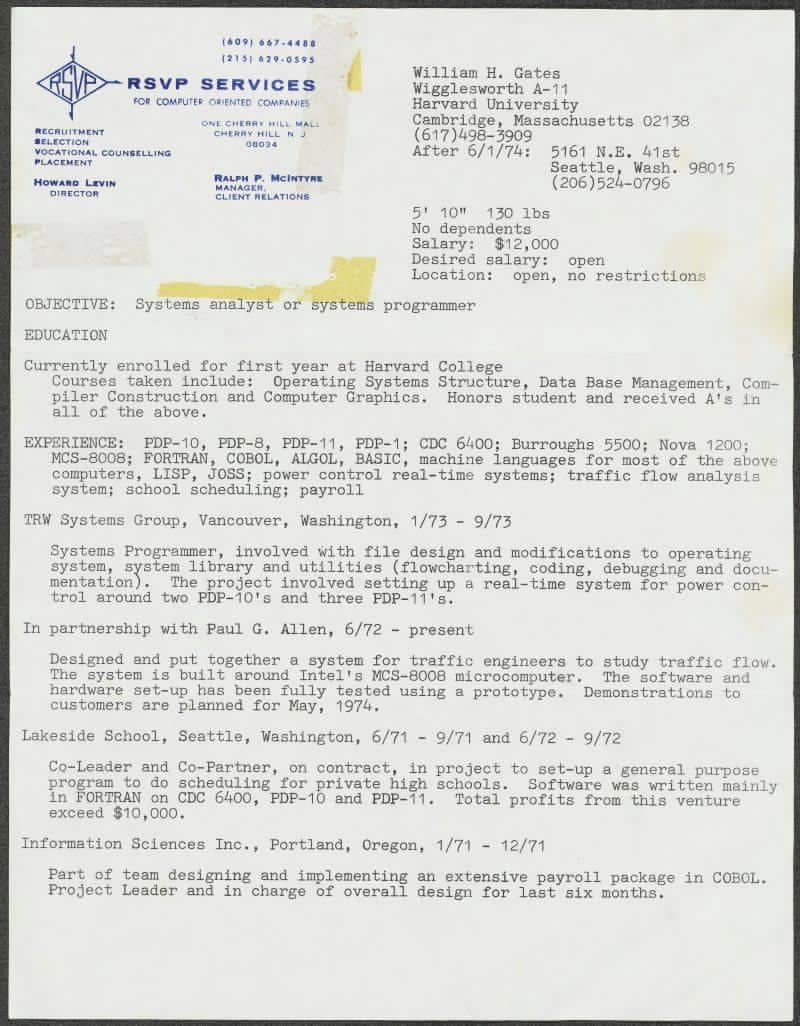 (609) 667-4488
(215) 629-0595
RSVP
RSVP SERVICES
FOR COMPUTER ORIENTED COMPANIES
RECRUITMENT
SELECTION
VOCATIONAL COUNSELLING
PLACEMENT
ONE CHERRY HILL MALL
CHERRY HILL N J
08034
HOWARD LEVIN
DIRECTOR
RALPH P. MCINTYRE
MANAGER,
CLIENT RELATIONS
William H. Gates
Wigglesworth A-11
Harvard University
Cambridge, Massachusetts 02138
(617)498-3909
After 6/1/74: 5161 N.E. 41st
Seattle, Wash. 98015
(206)524-0796
5' 10" 130 lbs
No dependents
Salary: $12,000
Desired salary: open
Location: open, no restrictions
OBJECTIVE: Systems analyst or systems programmer
EDUCATION
Currently enrolled for first year at Harvard College
Courses taken include: Operating Systems Structure, Data Base Management, Com-
piler Construction and Computer Graphics. Honors student and received A's in
all of the above.
EXPERIENCE: PDP-10, PDP-8, PDP-11, PDP-1; CDC 6400; Burroughs 5500; Nova 1200;
MCS-8008; FORTRAN, COBOL, ALGOL, BASIC, machine languages for most of the above
computers, LISP, JOSS; power control real-time systems; traffic flow analysis
system; school scheduling; payroll
TRW Systems Group, Vancouver, Washington, 1/73 - 9/73
Systems Programmer, involved with file design and modifications to operating
system, system library and utilities (flowcharting, coding, debugging and docu-
mentation). The project involved setting up a real-time system for power con-
trol around two PDP-10's and three PDP-11's.
In partnership with Paul G. Allen, 6/72 - present
Designed and put together a system for traffic engineers to study traffic flow.
The system is built around Intel's MCS-8008 microcomputer. The software and
hardware set-up has been fully tested using a prototype. Demonstrations to
customers are planned for May, 1974.
Lakeside School, Seattle, Washington, 6/71 - 9/71 and 6/72 - 9/72
Co-Leader and Co-Partner, on contract, in project to set-up a general purpose
program to do scheduling for private high schools. Software was written mainly
in FORTRAN on CDC 6400, PDP-10 and PDP-11. Total profits from this venture
exceed $10,000.
Information Sciences Inc., Portland, Oregon, 1/71 - 12/71
Part of team designing and implementing an extensive payroll package in COBOL.
Project Leader and in charge of overall design for last six months.